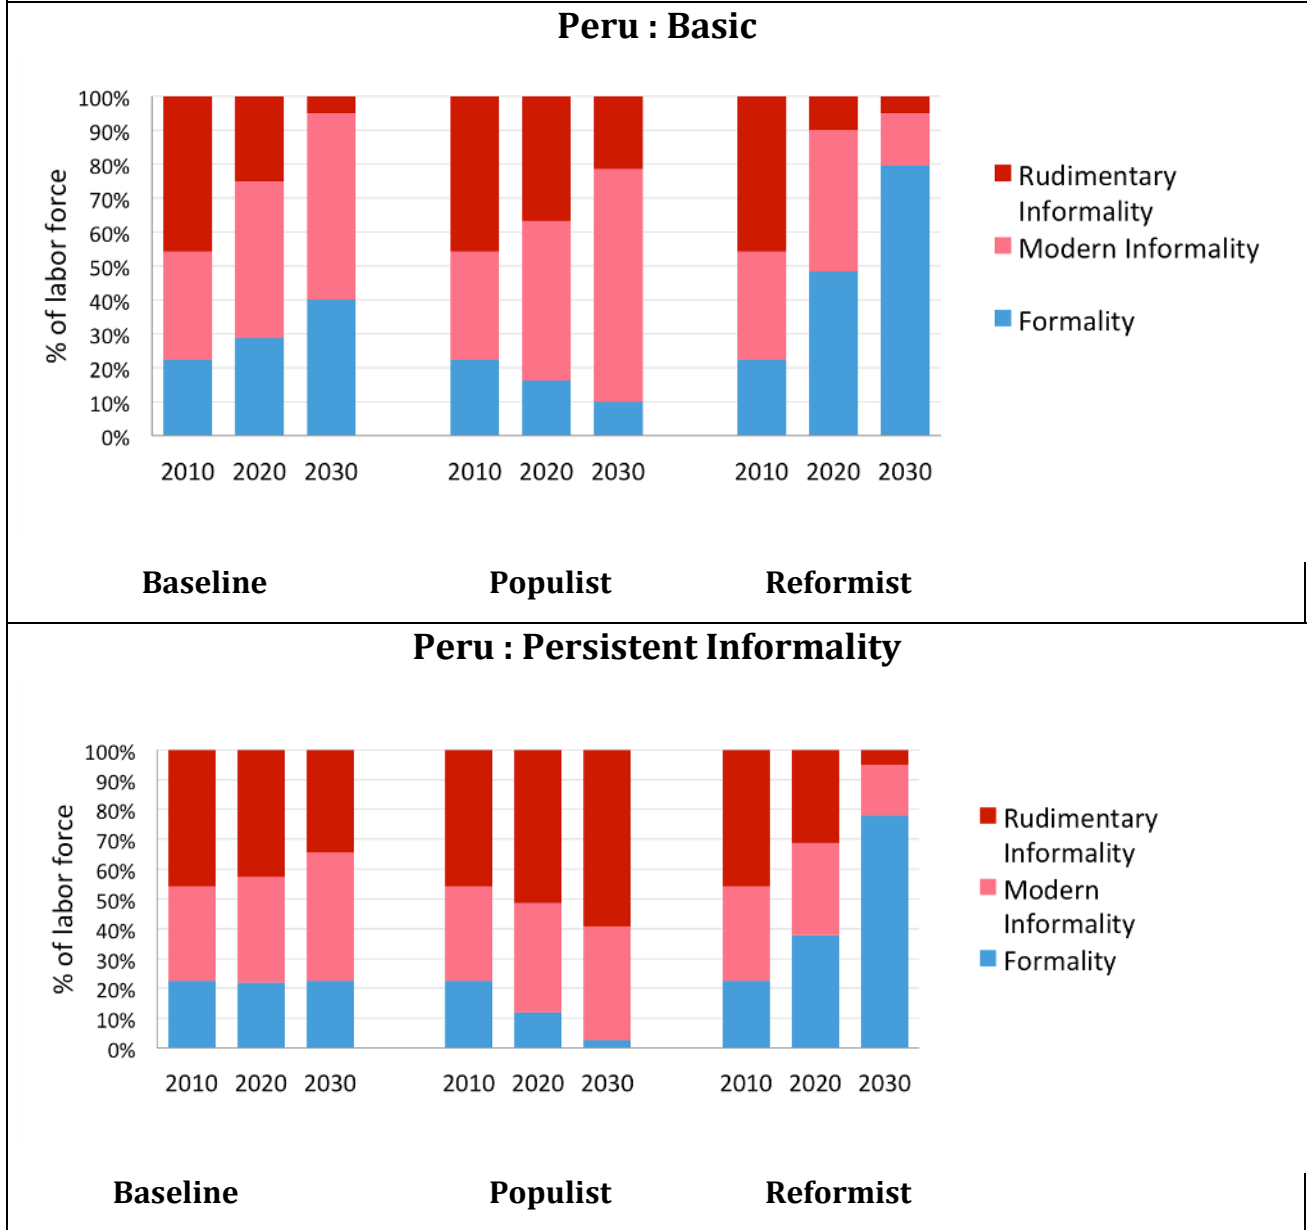 Peru : Basic
100%
90%
80%
70%
60%
50%
40%
30%
20%
10%
0%
% of labor force
2010 2020 2030 2010 2020 2030 2010 2020 2030
Rudimentary
Informality
Modern Informality
Formality
Baseline Populist Reformist
Peru : Persistent Informality
100%
90%
80%
70%
60%
50%
40%
30%
20%
10%
0%
% of labor force
2010 2020 2030 2010 2020 2030 2010 2020 2030
Rudimentary
Informality
Modern
Informality
Formality
Baseline Populist Reformist